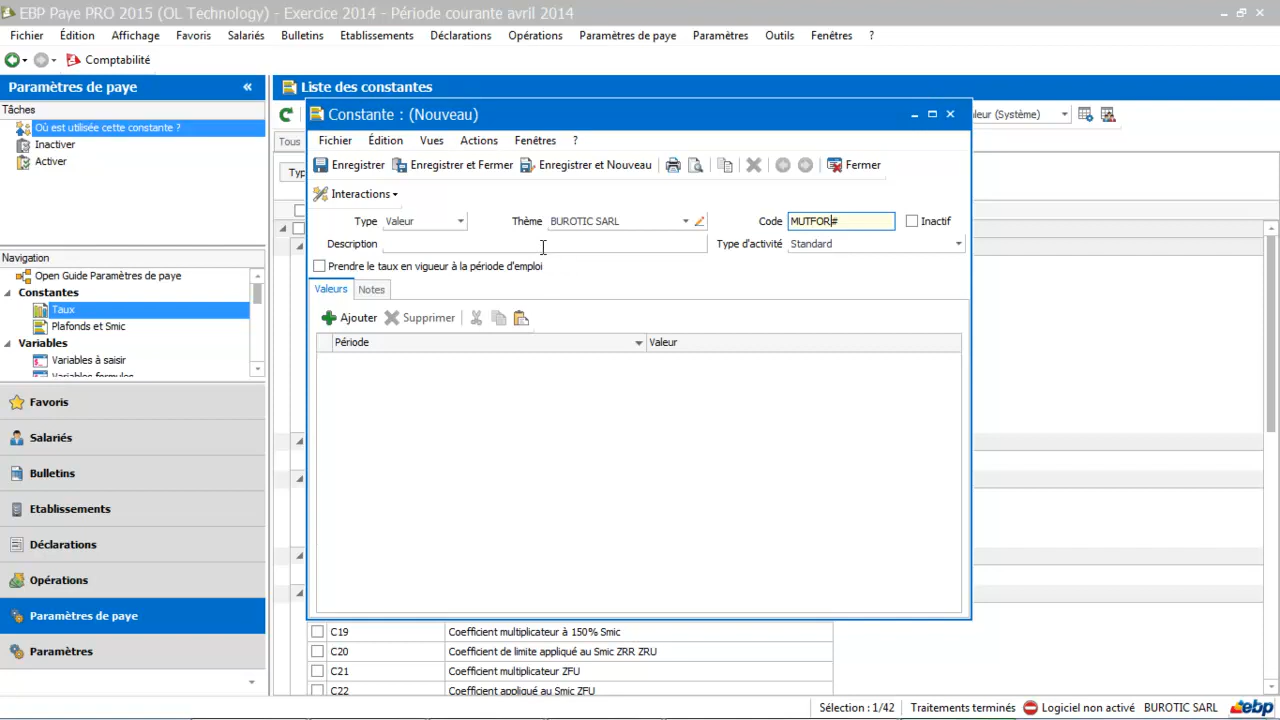 EBP Paye PRO 2015 (OL Technology) - Exercice 2014 - Période courante avril 2014
Fichier Édition Affichage Favoris Salariés Bulletins Etablissements Déclarations Opérations Paramètres de paye Paramètres Outils Fenêtres ?
Comptabilité
Paramètres de paye «
Tâches
Où est utilisée cette constante ?
Inactiver
Activer
Navigation
Open Guide Paramètres de paye
Constantes
Taux
Plafonds et Smic
Variables
Variables à saisir
Variables formules
Favoris
Salariés
Bulletins
Etablissements
Déclarations
Opérations
Paramètres de paye
Paramètres
Liste des constantes
aleur (Système)
Tous
Typ
Constante : (Nouveau)
Fichier Édition Vues Actions Fenêtres ?
Enregistrer Enregistrer et Fermer Enregistrer et Nouveau Fermer
Interactions
Type Valeur Thème BUROTIC SARL Code MUTFOR# Inactif
Description Type d'activité Standard
Prendre le taux en vigueur à la période d'emploi
Valeurs Notes
Ajouter Supprimer
Période Valeur
C19 Coefficient multiplicateur à 150% Smic
C20 Coefficient de limite appliqué au Smic ZRR ZRU
C21 Coefficient multiplicateur ZFU
C22 Coefficient appliqué au Smic ZFU
Sélection : 1/42 Traitements terminés Logiciel non activé BUROTIC SARL ebp